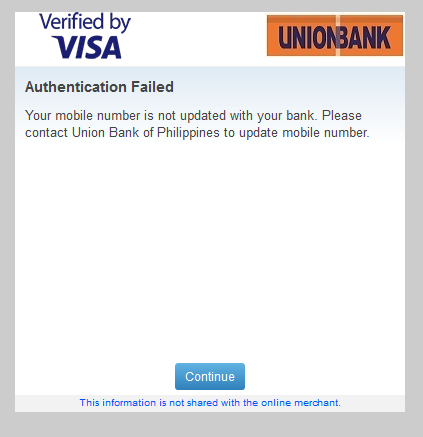 Verified by
VISA
UNIONBANK
Authentication Failed
Your mobile number is not updated with your bank. Please
contact Union Bank of Philippines to update mobile number.
Continue
This information is not shared with the online merchant.